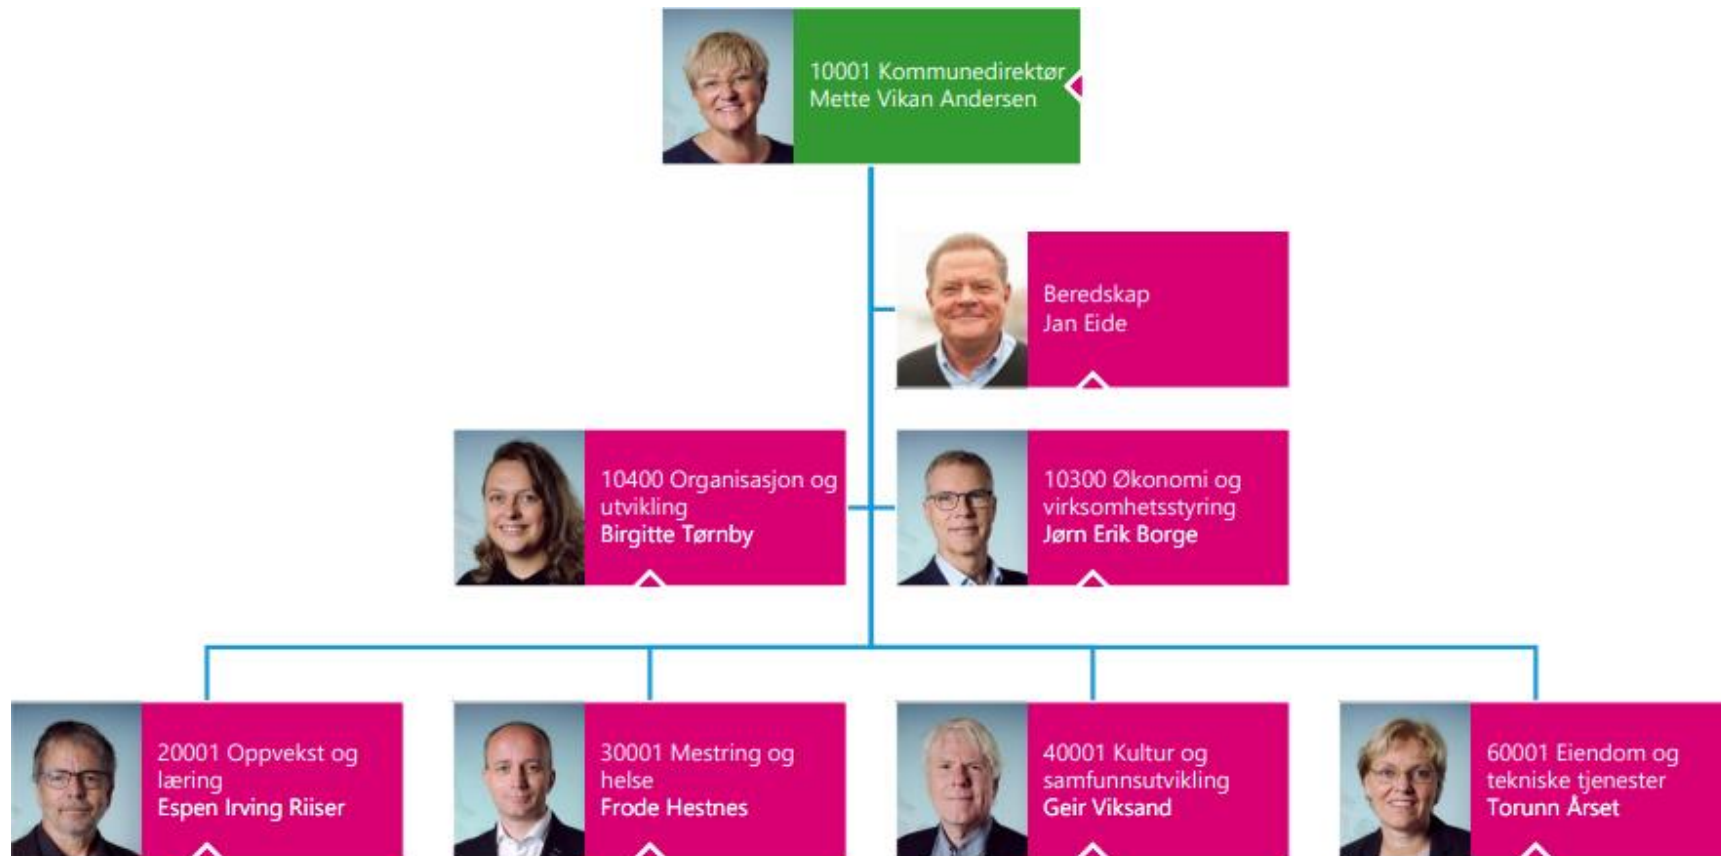 10001 Kommunedirektør
Mette Vikan Andersen
Beredskap
Jan Eide
10400 Organisasjon og
utvikling
Birgitte Tørnby
10300 Økonomi og
virksomhetsstyring
Jørn Erik Borge
20001 Oppvekst og
læring
Espen Irving Riiser
30001 Mestring og
helse
Frode Hestnes
40001 Kultur og
samfunnsutvikling
Geir Viksand
60001 Eiendom og
tekniske tjenester
Torunn Årset